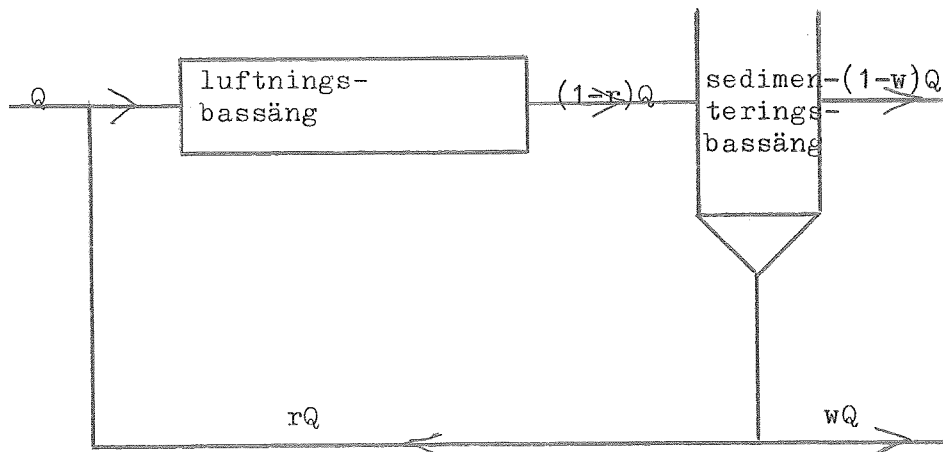 Q
luftnings-
bassäng
(1-r)Q
sedimen-
terings-
bassäng
(1-w)Q
rQ
wQ